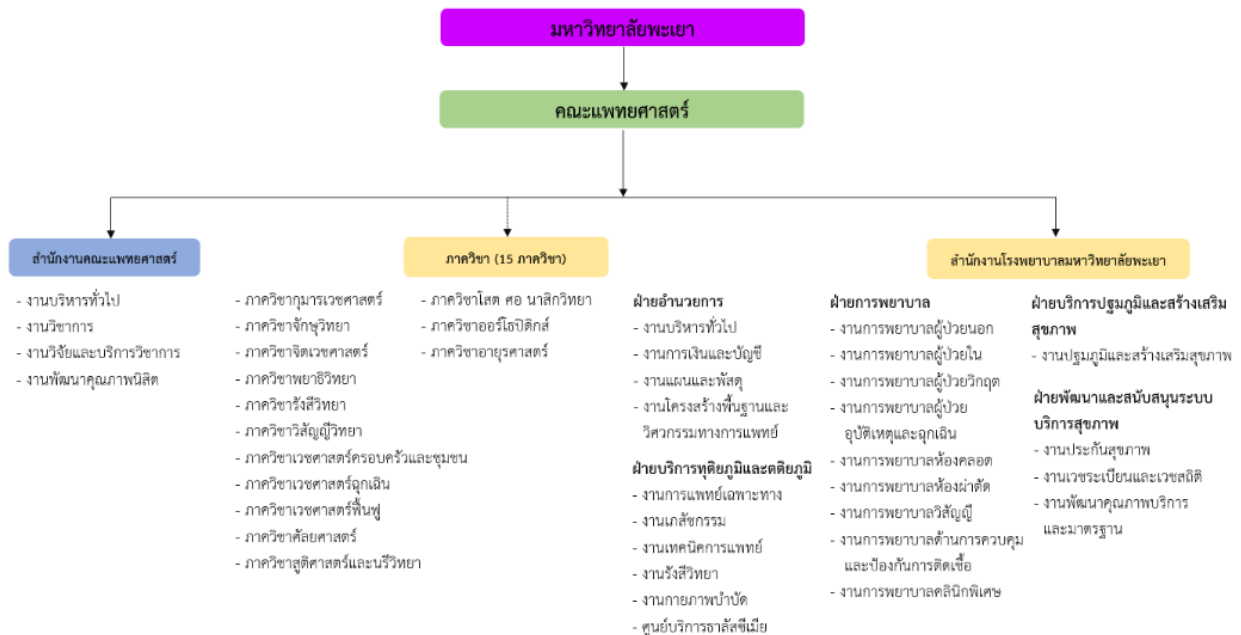 มหาวิทยาลัยพะเยา
คณะแพทยศาสตร์
สำนักงานคณะแพทยศาสตร์
- งานบริหารทั่วไป
- งานวิชาการ
- งานวิจัยและบริการวิชาการ
- งานพัฒนาคุณภาพนิสิต
ภาควิชา (15 ภาควิชา)
- ภาควิชากุมารเวชศาสตร์
- ภาควิชาจักษุวิทยา
- ภาควิชาจิตเวชศาสตร์
- ภาควิชาพยาธิวิทยา
- ภาควิชารังสีวิทยา
- ภาควิชาวิสัญญีวิทยา
- ภาควิชาเวชศาสตร์ครอบครัวและชุมชน
- ภาควิชาเวชศาสตร์ฉุกเฉิน
- ภาควิชาเวชศาสตร์ฟื้นฟู
- ภาควิชาศัลยศาสตร์
- ภาควิชาสูติศาสตร์และนรีวิทยา
- ภาควิชาโสต ศอ นาสิกวิทยา
- ภาควิชาออร์โธปิดิกส์
- ภาควิชาอายุรศาสตร์
สำนักงานโรงพยาบาลมหาวิทยาลัยพะเยา
ฝ่ายอำนวยการ
- งานบริหารทั่วไป
- งานการเงินและบัญชี
- งานแผนและพัสดุ
- งานโครงสร้างพื้นฐานและ
วิศวกรรมทางการแพทย์
ฝ่ายบริการทุติยภูมิและตติยภูมิ
- งานการแพทย์เฉพาะทาง
- งานเภสัชกรรม
- งานเทคนิคการแพทย์
- งานรังสีวิทยา
- งานกายภาพบำบัด
- ศูนย์บริการธาลัสซีเมีย
ฝ่ายการพยาบาล
- งานการพยาบาลผู้ป่วยนอก
- งานการพยาบาลผู้ป่วยใน
- งานการพยาบาลผู้ป่วยวิกฤต
- งานการพยาบาลผู้ป่วย
อุบัติเหตุและฉุกเฉิน
- งานการพยาบาลห้องคลอด
- งานการพยาบาลห้องผ่าตัด
- งานการพยาบาลวิสัญญี
- งานการพยาบาลด้านการควบคุม
และป้องกันการติดเชื้อ
- งานการพยาบาลคลินิกพิเศษ
ฝ่ายบริการปฐมภูมิและสร้างเสริม
สุขภาพ
- งานปฐมภูมิและสร้างเสริมสุขภาพ
ฝ่ายพัฒนาและสนับสนุนระบบ
บริการสุขภาพ
- งานประกันสุขภาพ
- งานเวชระเบียนและเวชสถิติ
- งานพัฒนาคุณภาพบริการ
และมาตรฐาน